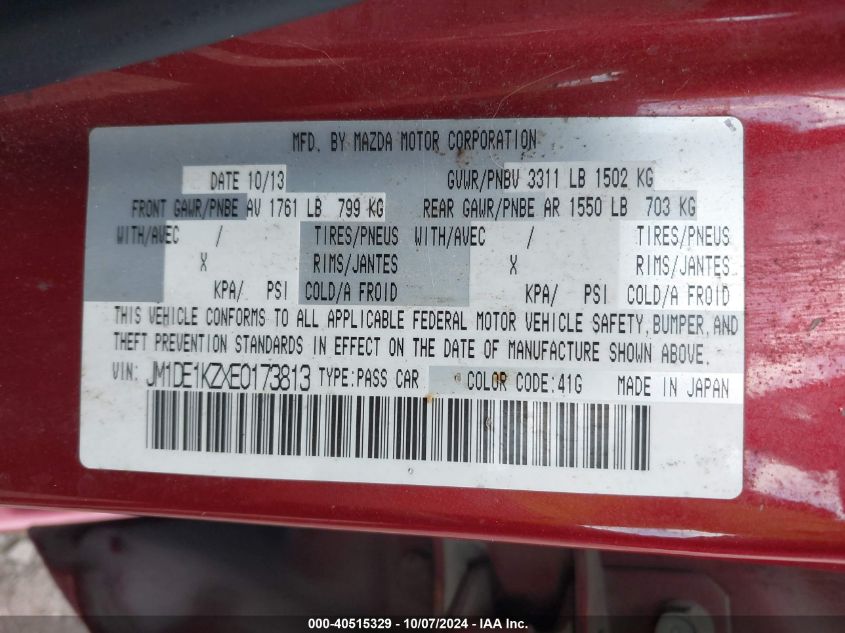 MFD. BY MAZDA MOTOR CORPORATION
DATE 10/13 GVWR/PNBV 3311 LB 1502 KG
FRONT GAWR/PNBE AV 1761 LB 799 KG REAR GAWR/PNBE AR 1550 LB 703 KG
WITH/AVEC / TIRES/PNEUS WITH/AVEC / TIRES/PNEUS
X RIMS/JANTES X RIMS/JANTES
KPA/ PSI COLD/A FROID KPA/ PSI COLD/A FROID
THIS VEHICLE CONFORMS TO ALL APPLICABLE FEDERAL MOTOR VEHICLE SAFETY, BUMPER, AND
THEFT PREVENTION STANDARDS IN EFFECT ON THE DATE OF MANUFACTURE SHOWN ABOVE.
VIN: JM1DE1KZXE0173813 TYPE:PASS CAR COLOR CODE:41G MADE IN JAPAN
000-40515329 - 10/07/2024 - IAAI.com